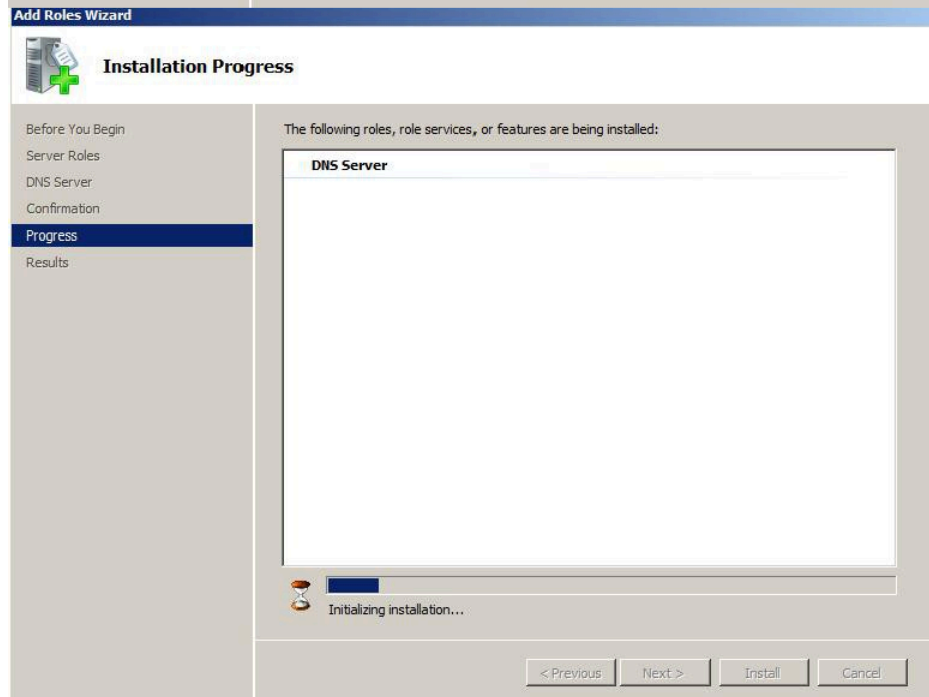 Add Roles Wizard
Installation Progress
Before You Begin
Server Roles
DNS Server
Confirmation
Progress
Results
The following roles, role services, or features are being installed:
DNS Server
Initializing installation...
< Previous
Next >
Install
Cancel